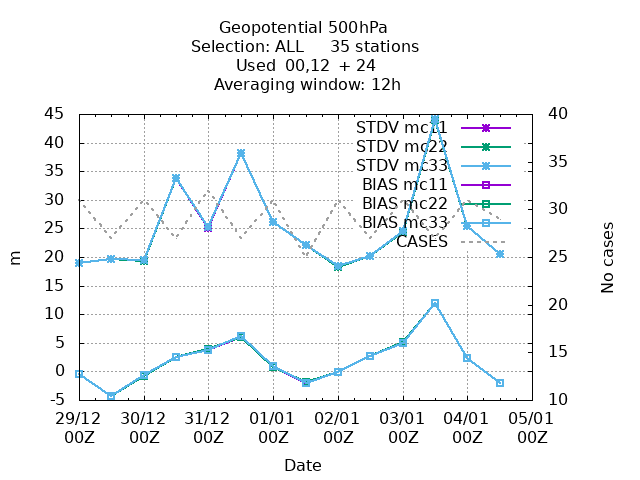 Geopotential 500hPa
Selection: ALL 35 stations
Used 00,12 + 24
Averaging window: 12h
45
40
35
30
25
20
15
10
5
0
-5
m
40
35
30
25
20
15
10
No cases
STDV mc11
STDV mc22
STDV mc33
BIAS mc11
BIAS mc22
BIAS mc33
CASES
29/12 30/12 31/12 01/01 02/01 03/01 04/01 05/01
00Z 00Z 00Z 00Z 00Z 00Z 00Z 00Z
Date